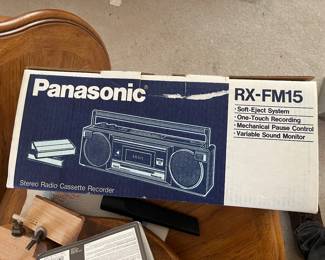 Panasonic
RX-FM15
· Soft-Eject System
· One-Touch Recording
· Mechanical Pause Control
· Variable Sound Monitor
Stereo Radio Cassette Recorder